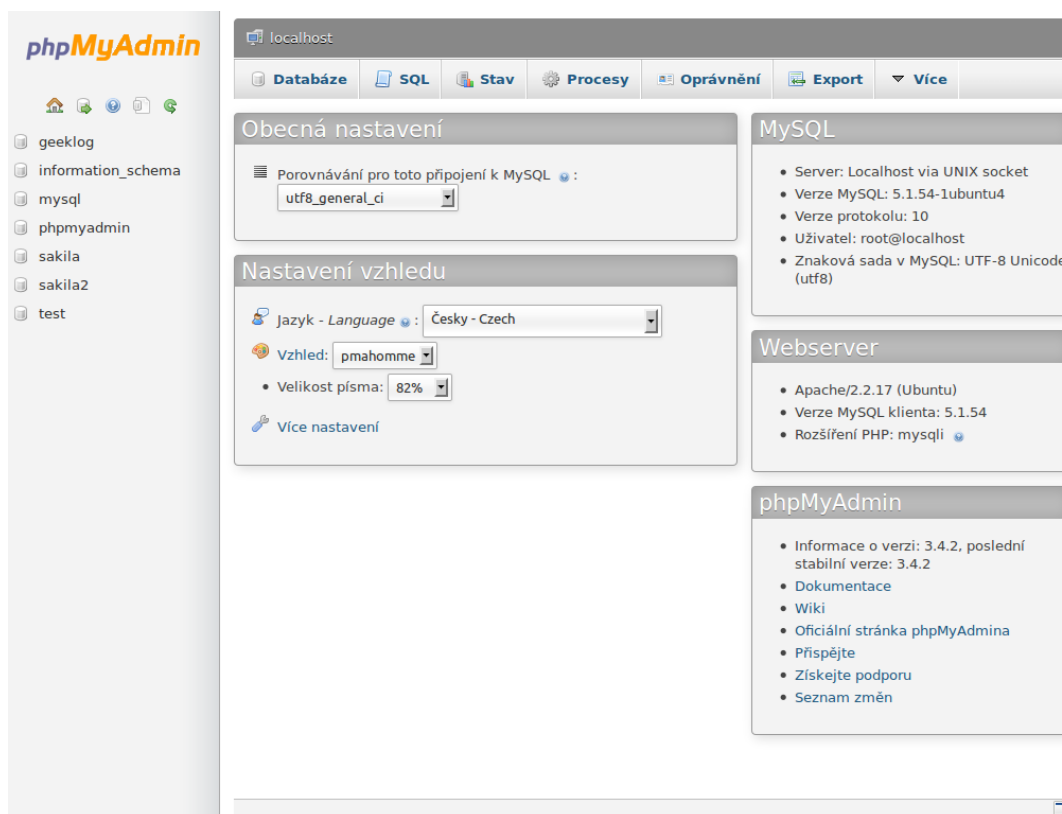 phpMyAdmin
geeklog
information_schema
mysql
phpmyadmin
sakila
sakila2
test
localhost
Databáze SQL Stav Procesy Oprávnění Export Více
Obecná nastavení
Porovnávání pro toto připojení k MySQL :
utf8_general_ci
Nastavení vzhledu
Jazyk - Language : Česky - Czech
Vzhled: pmahomme
Velikost písma: 82%
Více nastavení
MySQL
Server: Localhost via UNIX socket
Verze MySQL: 5.1.54-1ubuntu4
Verze protokolu: 10
Uživatel: root@localhost
Znaková sada v MySQL: UTF-8 Unicode
(utf8)
Webserver
Apache/2.2.17 (Ubuntu)
Verze MySQL klienta: 5.1.54
Rozšíření PHP: mysqli
phpMyAdmin
Informace o verzi: 3.4.2, poslední
stabilní verze: 3.4.2
Dokumentace
Wiki
Oficiální stránka phpMyAdmina
Přispějte
Získejte podporu
Seznam změn